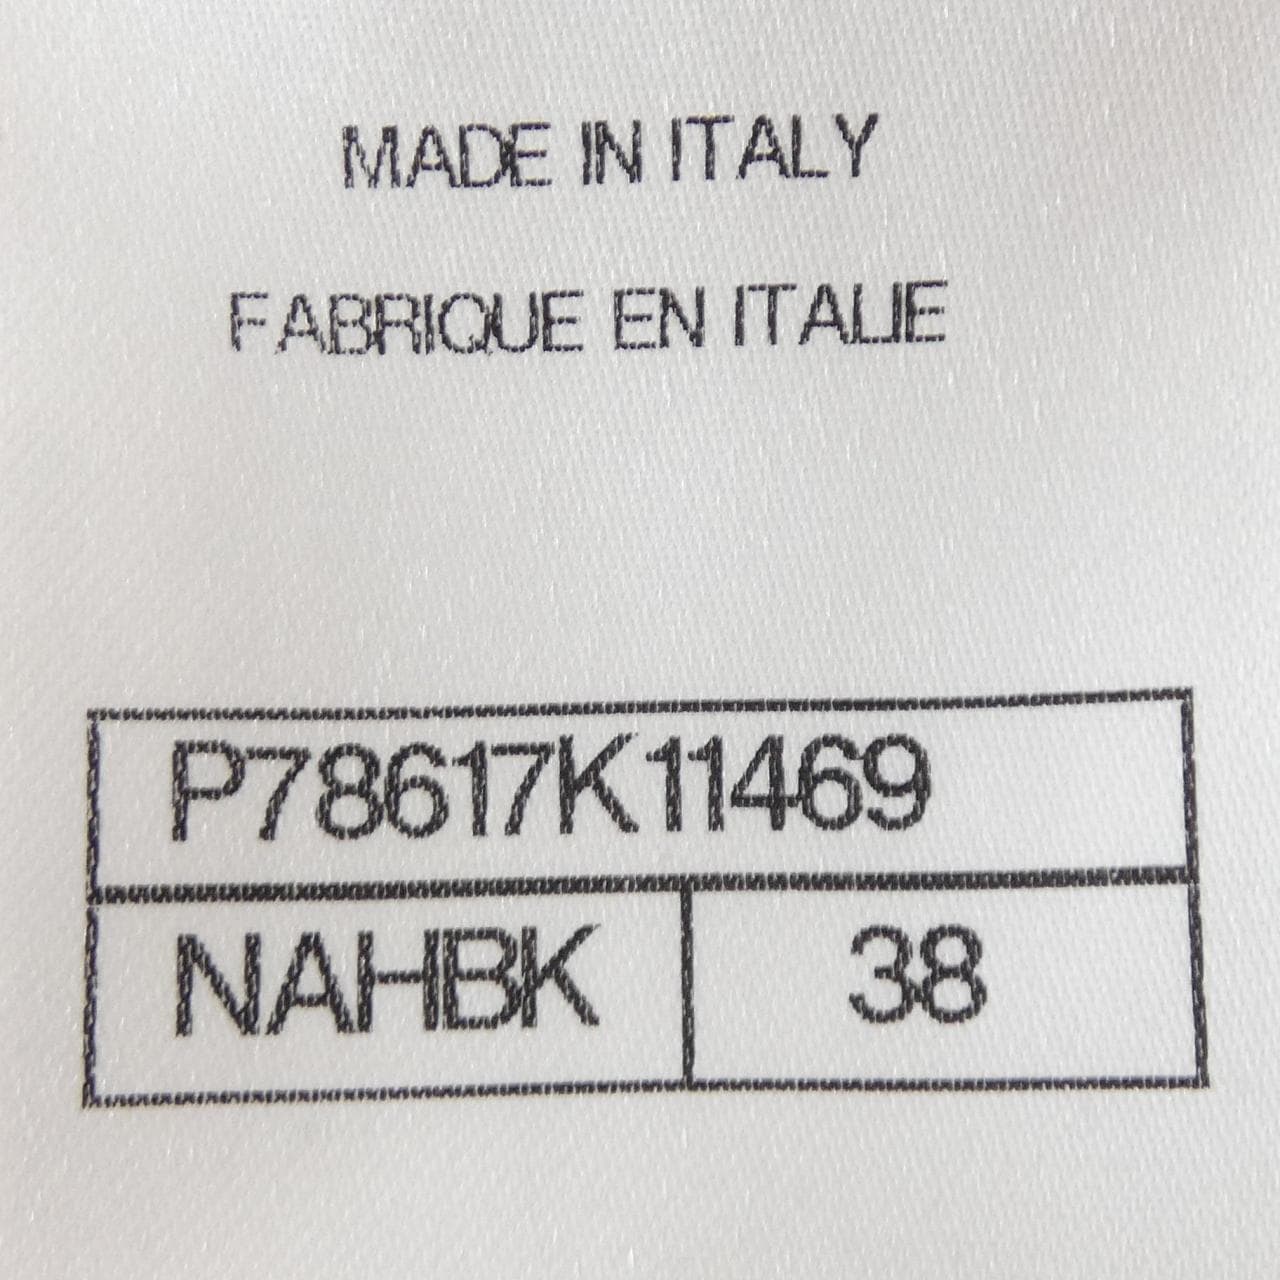 MADE IN ITALY
FABRIQUE EN ITALIE
P78617K11469
NAHBK 38